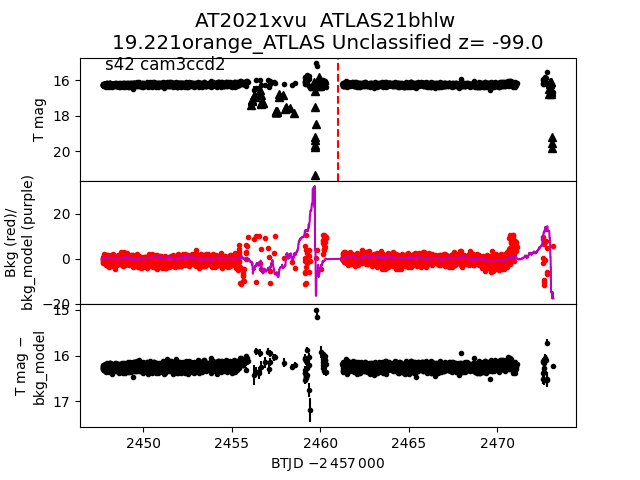 AT2021xvu  ATLAS21bhlw
19.221orange_ATLAS Unclassified z= -99.0
s42 cam3ccd2
T mag
16
18
20
Bkg (red)/
bkg_model (purple)
20
0
−20
T mag −
bkg_model
15
16
17
2450
2455
2460
2465
2470
BTJD −2 457 000